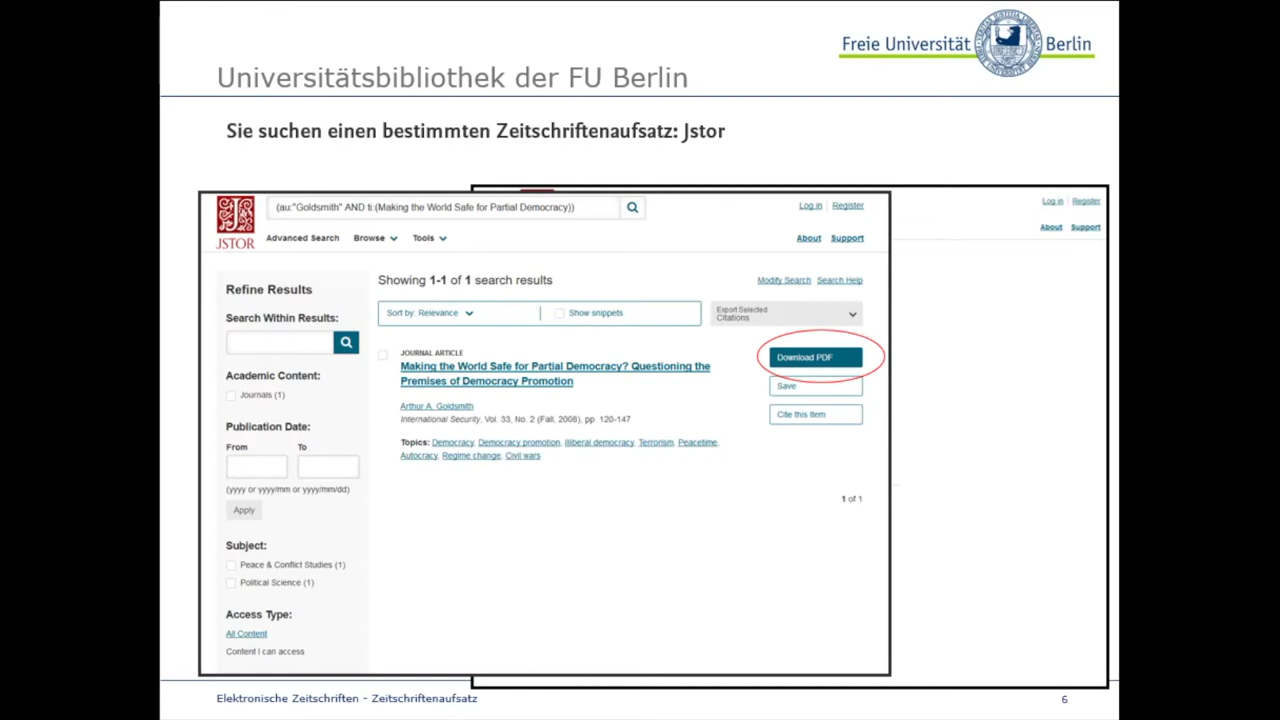 Freie Universität Berlin
Universitätsbibliothek der FU Berlin
Sie suchen einen bestimmten Zeitschriftenaufsatz: Jstor
JSTOR
(au:"Goldsmith" AND ti:(Making the World Safe for Partial Democracy))
Log in | Register
Advanced Search Browse Tools
About Support
Log in | Register
About Support
Refine Results
Search Within Results:
Academic Content:
Journals (1)
Publication Date:
From To
(yyyy or yyyy/mm or yyyy/mm/dd)
Apply
Subject:
Peace & Conflict Studies (1)
Political Science (1)
Access Type:
All Content
Content I can access
Showing 1-1 of 1 search results
Modify Search Search Help
Sort by: Relevance
Show snippets
Export Selected
Citations
JOURNAL ARTICLE
Making the World Safe for Partial Democracy? Questioning the
Premises of Democracy Promotion
Arthur A. Goldsmith
International Security, Vol. 33, No. 2 (Fall, 2008), pp. 120-147
Topics: Democracy, Democracy promotion, Illiberal democracy, Terrorism, Peacetime,
Autocracy, Regime change, Civil wars
Download PDF
Save
Cite this Item
1 of 1
Elektronische Zeitschriften - Zeitschriftenaufsatz
6